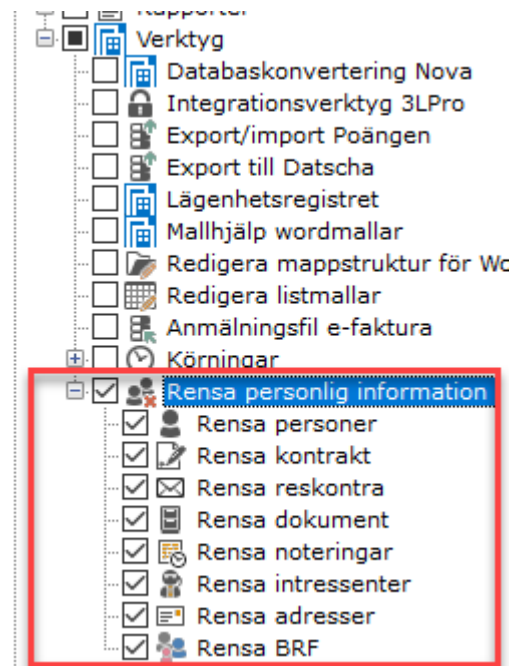 Rapporter
Verktyg
Databaskonvertering Nova
Integrationsverktyg 3LPro
Export/import Poängen
Export till Datscha
Lägenhetsregistret
Mallhjälp wordmallar
Redigera mappstruktur för Wo
Redigera listmallar
Anmälningsfil e-faktura
Körningar
Rensa personlig information
Rensa personer
Rensa kontrakt
Rensa reskontra
Rensa dokument
Rensa noteringar
Rensa intressenter
Rensa adresser
Rensa BRF